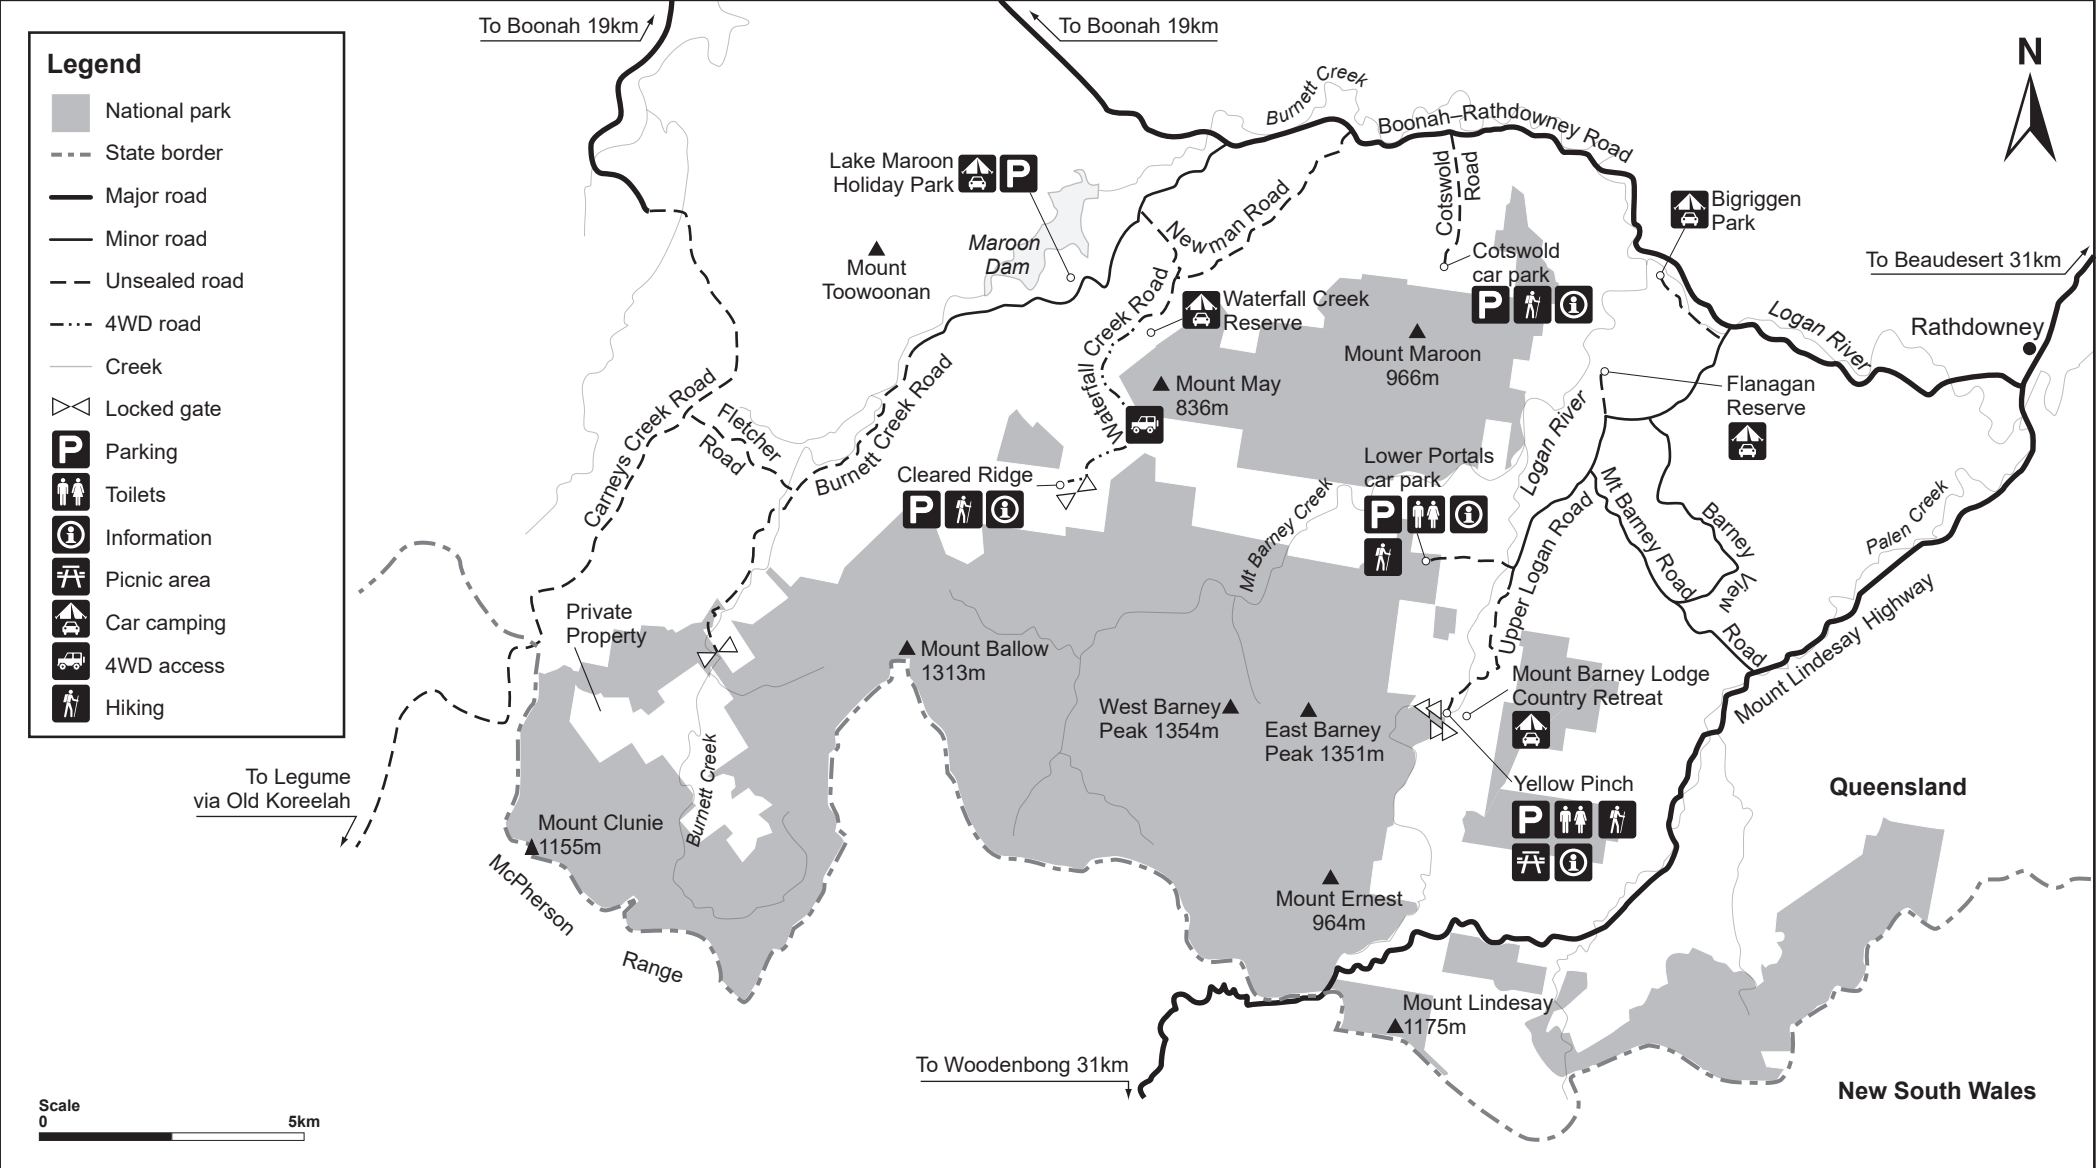 To Boonah 19km
To Boonah 19km
Legend
National park
State border
Major road
Minor road
Unsealed road
4WD road
Creek
Locked gate
P Parking
Toilets
i Information
Picnic area
Car camping
4WD access
Hiking
N
Burnett Creek
Boonah–Rathdowney Road
Cotswold
Road
Lake Maroon
Holiday Park
P
Maroon
Dam
Mount
Toowoonan
Newman Road
Bigriggen
Park
To Beaudesert 31km
Cotswold
car park
P
i
Waterfall Creek
Reserve
Waterfall Creek Road
Logan River
Rathdowney
Mount Maroon
966m
Mount May
836m
Flanagan
Reserve
Carneys Creek Road
Fletcher
Road
Burnett Creek Road
Logan River
Cleared Ridge
P
i
Lower Portals
car park
P
i
Mt Barney Creek
Upper Logan Road
Mt Barney Road
Barney
View
Road
Palen Creek
Mount Lindesay Highway
Private
Property
Mount Ballow
1313m
West Barney
Peak 1354m
East Barney
Peak 1351m
Mount Barney Lodge
Country Retreat
Yellow Pinch
P
i
Burnett Creek
To Legume
via Old Koreelah
Mount Clunie
1155m
McPherson
Range
Queensland
Mount Ernest
964m
Mount Lindesay
1175m
To Woodenbong 31km
New South Wales
Scale
0 5km